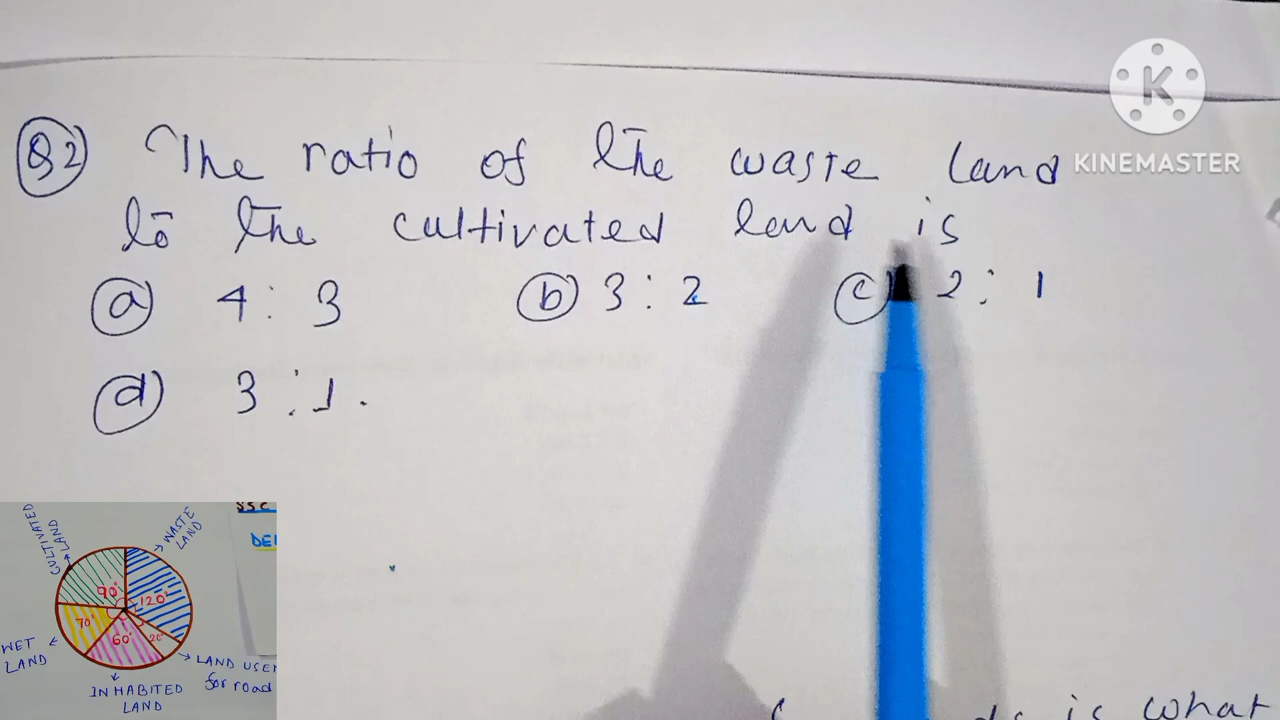 Q2 The ratio of the waste land
to the cultivated land is
(a) 4 : 3 (b) 3 : 2 (c) 2 : 1
(d) 3 : 1.
K
KINEMASTER
SSC
CULTIVATED
LAND
WASTE
LAND
90°
120°
70°
60°
20°
WET
LAND
LAND USE
for road
INHABITED
LAND
is what